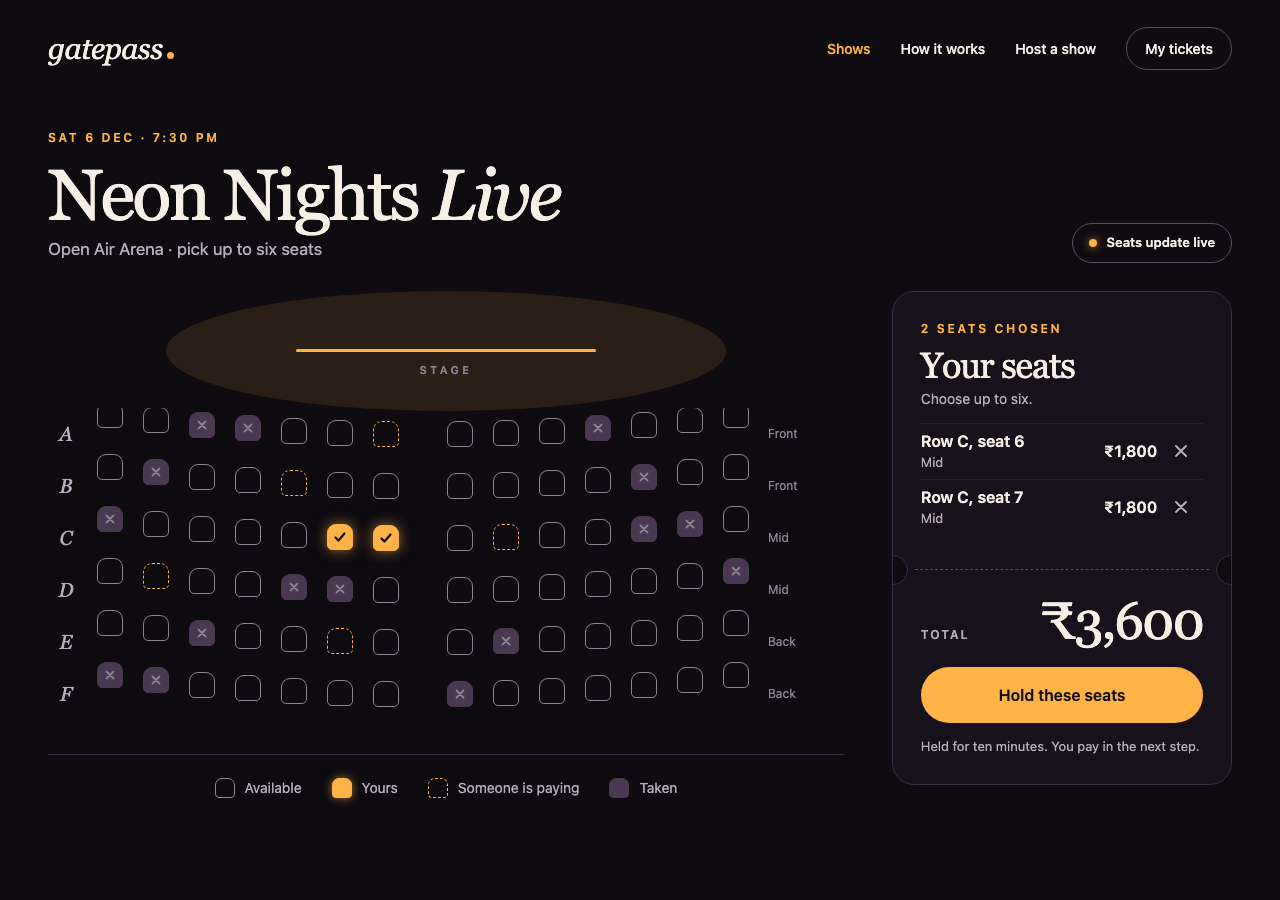 gatepass.
Shows
How it works
Host a show
My tickets
SAT 6 DEC · 7:30 PM
Neon Nights Live
Open Air Arena · pick up to six seats
Seats update live
STAGE
A Front
B Front
C Mid
D Mid
E Back
F Back
Available
Yours
Someone is paying
Taken
2 SEATS CHOSEN
Your seats
Choose up to six.
Row C, seat 6
Mid
₹1,800
Row C, seat 7
Mid
₹1,800
TOTAL ₹3,600
Hold these seats
Held for ten minutes. You pay in the next step.